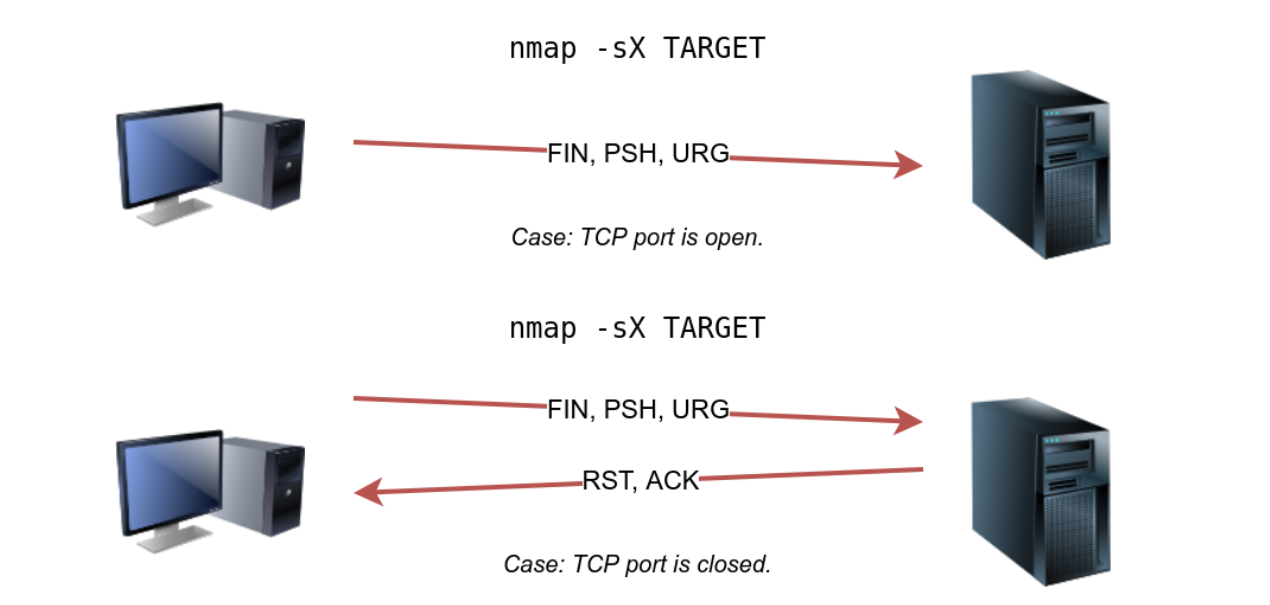 nmap -sX TARGET
FIN, PSH, URG
Case: TCP port is open.
nmap -sX TARGET
FIN, PSH, URG
RST, ACK
Case: TCP port is closed.